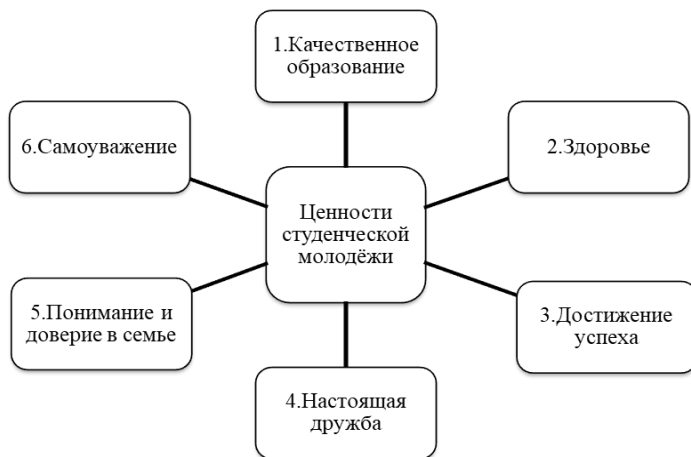 1.Качественное
образование
2.Здоровье
3.Достижение
успеха
4.Настоящая
дружба
5.Понимание и
доверие в семье
6.Самоуважение
Ценности
студенческой
молодёжи